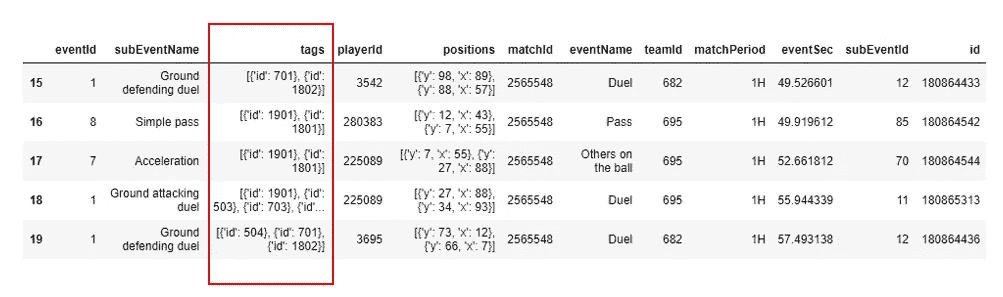 eventId subEventName tags playerId positions matchId eventName teamId matchPeriod eventSec subEventId id
15 1 Ground defending duel [{'id': 701}, {'id': 1802}] 3542 [{'y': 98, 'x': 89}, {'y': 88, 'x': 57}] 2565548 Duel 682 1H 49.526601 12 180864433
16 8 Simple pass [{'id': 1901}, {'id': 1801}] 280383 [{'y': 12, 'x': 43}, {'y': 7, 'x': 55}] 2565548 Pass 695 1H 49.919612 85 180864542
17 7 Acceleration [{'id': 1901}, {'id': 1801}] 225089 [{'y': 7, 'x': 55}, {'y': 27, 'x': 88}] 2565548 Others on the ball 695 1H 52.661812 70 180864544
18 1 Ground attacking duel [{'id': 1901}, {'id': 503}, {'id': 703}, {'id'... 225089 [{'y': 27, 'x': 88}, {'y': 34, 'x': 93}] 2565548 Duel 695 1H 55.944339 11 180865313
19 1 Ground defending duel [{'id': 504}, {'id': 701}, {'id': 1802}] 3695 [{'y': 73, 'x': 12}, {'y': 66, 'x': 7}] 2565548 Duel 682 1H 57.493138 12 180864436